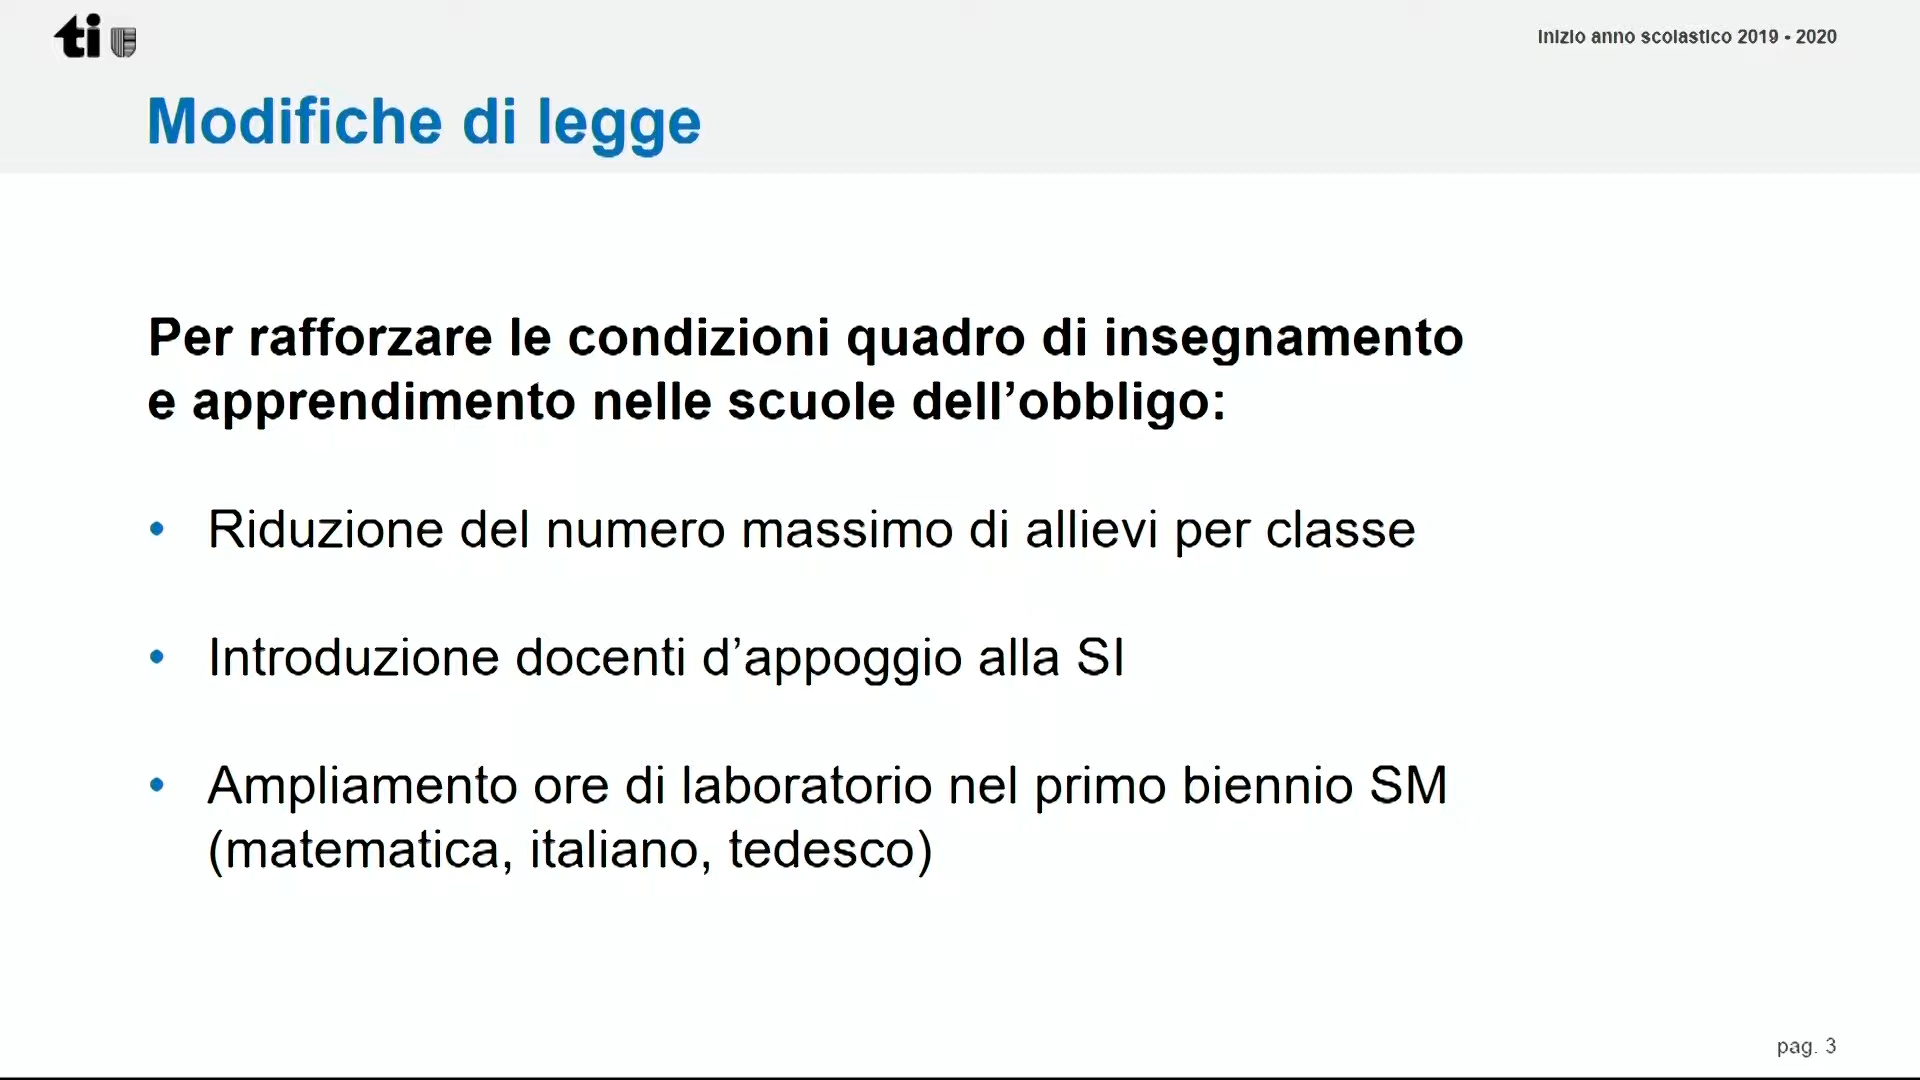 ti
Inizio anno scolastico 2019 - 2020
Modifiche di legge
Per rafforzare le condizioni quadro di insegnamento
e apprendimento nelle scuole dell’obbligo:
• Riduzione del numero massimo di allievi per classe
• Introduzione docenti d’appoggio alla SI
• Ampliamento ore di laboratorio nel primo biennio SM
(matematica, italiano, tedesco)
pag. 3